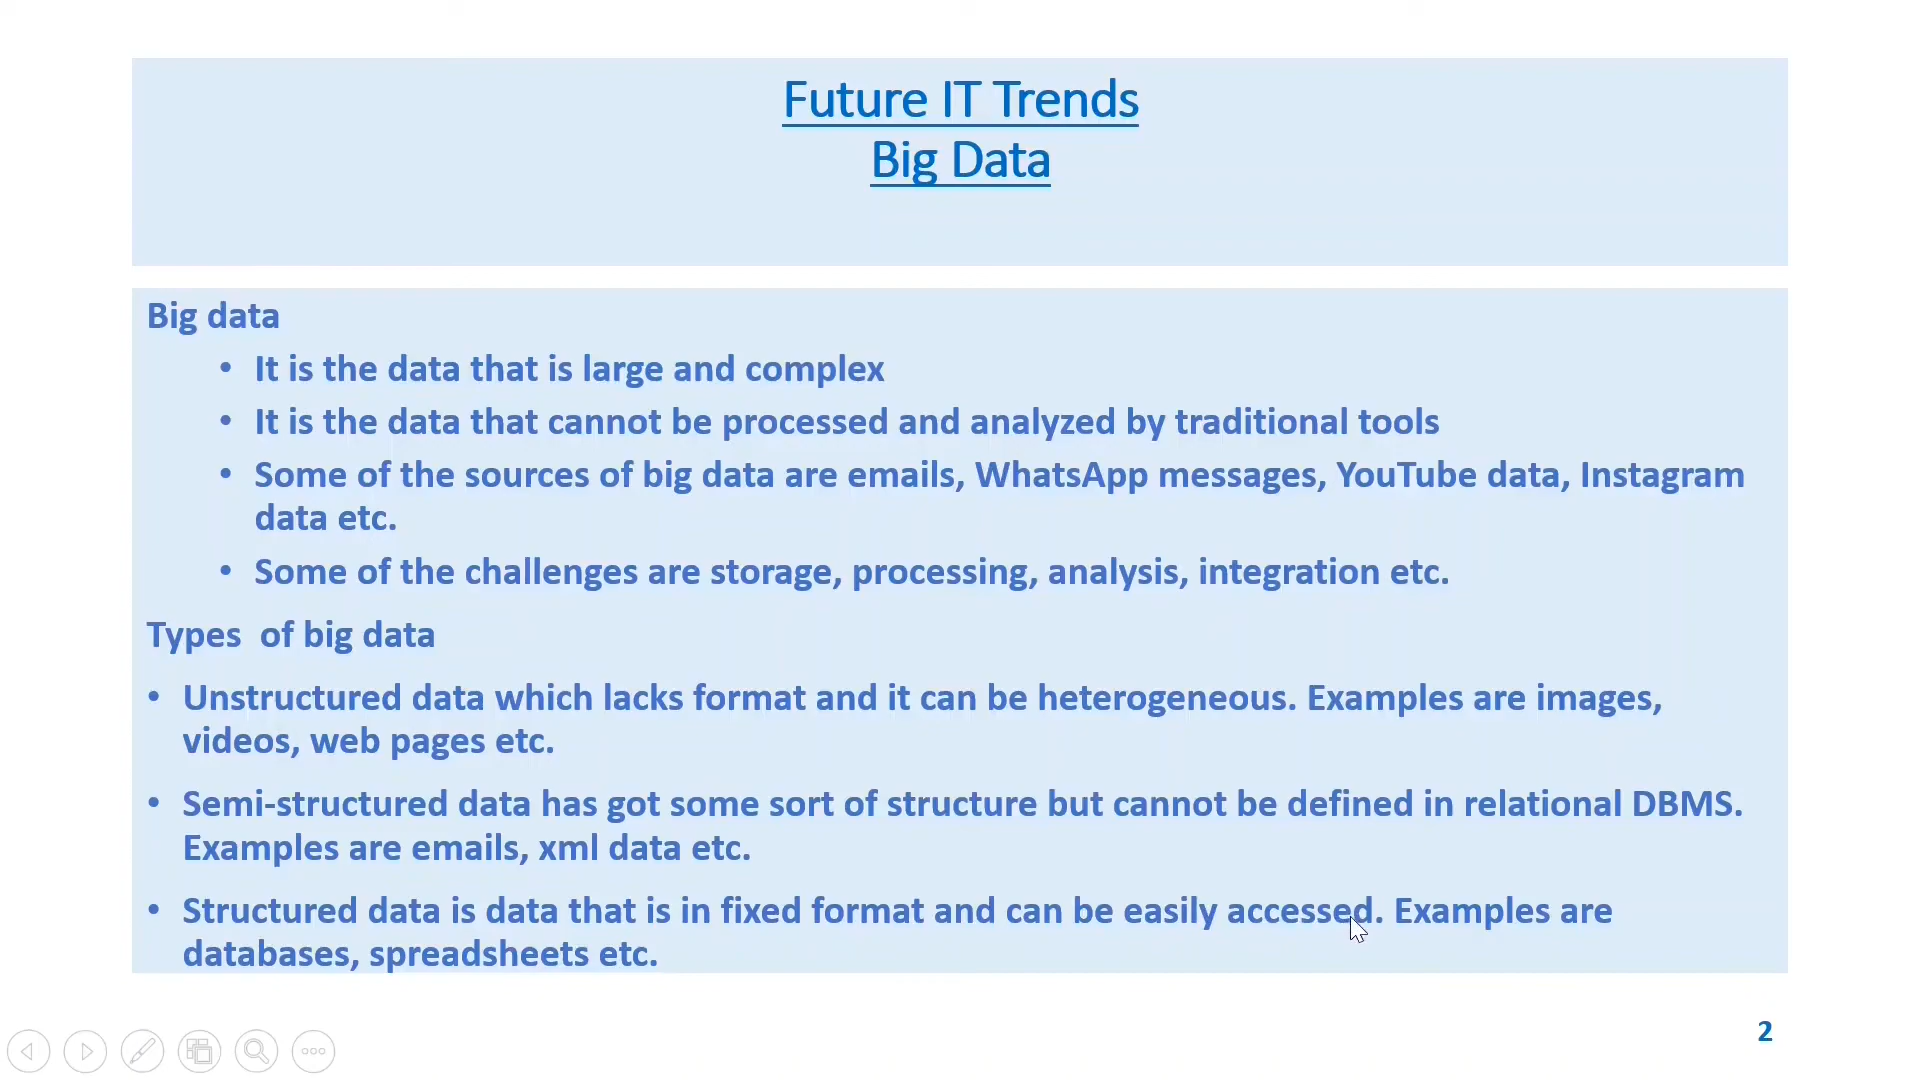 Future IT Trends
Big Data
Big data
• It is the data that is large and complex
• It is the data that cannot be processed and analyzed by traditional tools
• Some of the sources of big data are emails, WhatsApp messages, YouTube data, Instagram
data etc.
• Some of the challenges are storage, processing, analysis, integration etc.
Types  of big data
• Unstructured data which lacks format and it can be heterogeneous. Examples are images,
videos, web pages etc.
• Semi-structured data has got some sort of structure but cannot be defined in relational DBMS.
Examples are emails, xml data etc.
• Structured data is data that is in fixed format and can be easily accessed. Examples are
databases, spreadsheets etc.
2